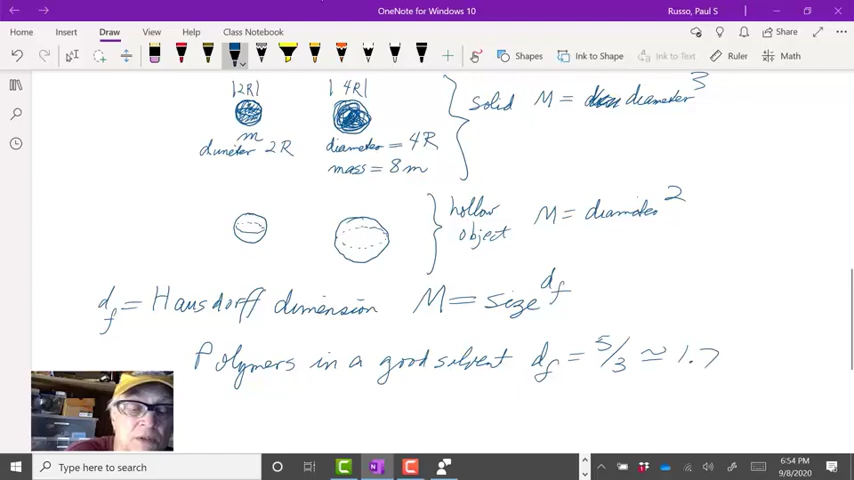 OneNote for Windows 10
Russo, Paul S
Home Insert Draw View Help Class Notebook Share
Shapes Ink to Shape Ink to Text Ruler Math
|2R| |4R|
m
diameter 2R
diameter = 4R
mass = 8m
solid M = diameter 3
hollow object M = diameter 2
df = Hausdorff dimension M = size df
Polymers in a good solvent df = 5/3 ≈ 1.7
Type here to search
6:54 PM
9/8/2020